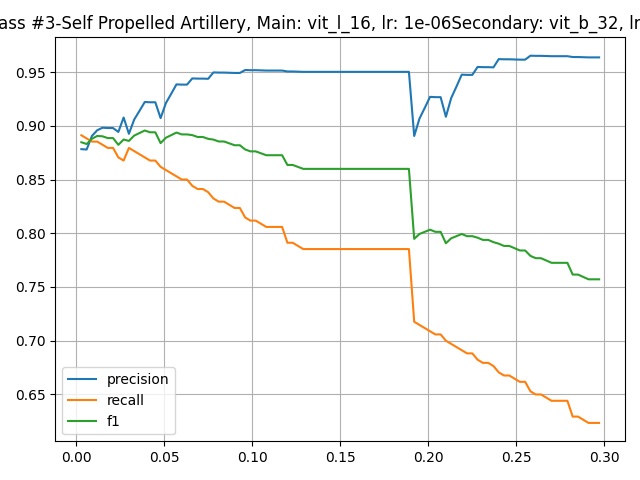 ass #3-Self Propelled Artillery, Main: vit_l_16, lr: 1e-06Secondary: vit_b_32, lr
0.95
0.90
0.85
0.80
0.75
0.70
0.65
precision
recall
f1
0.00 0.05 0.10 0.15 0.20 0.25 0.30